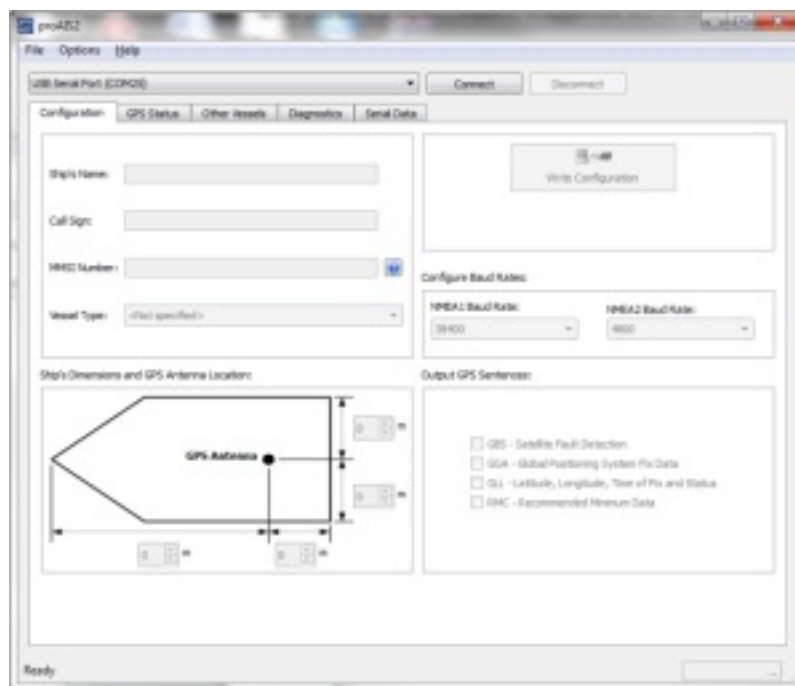 proAIS2
File Options Help
USB Serial Port (COM20)
Connect
Disconnect
Configuration
GPS Status
Other Vessels
Diagnostics
Serial Data
Ship's Name:
Call Sign:
MMSI Number:
Vessel Type:
<Not specified>
Write Configuration
Configure Baud Rates:
NMEA1 Baud Rate:
NMEA2 Baud Rate:
38400
4800
Ship's Dimensions and GPS Antenna Location:
GPS Antenna
0 m
0 m
0 m
0 m
Output GPS Sentences:
GBS - Satellite Fault Detection
GGA - Global Positioning System Fix Data
GLL - Latitude, Longitude, Time of Fix and Status
RMC - Recommended Minimum Data
Ready
...